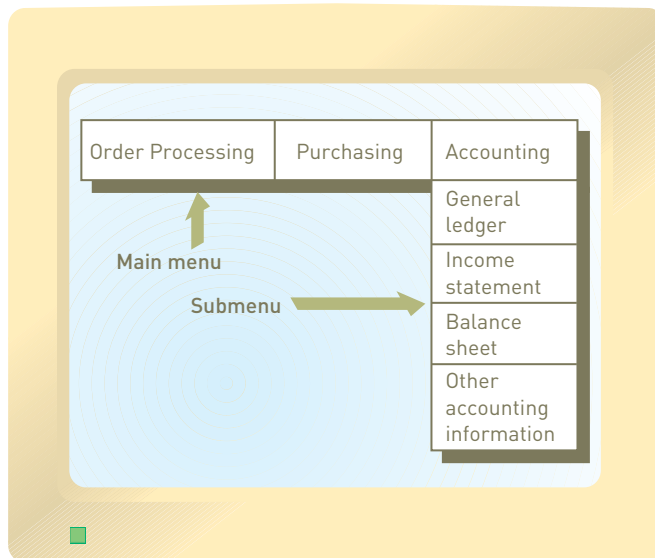 Order Processing
Purchasing
Accounting
General
ledger
Main menu
Income
statement
Submenu
Balance
sheet
Other
accounting
information